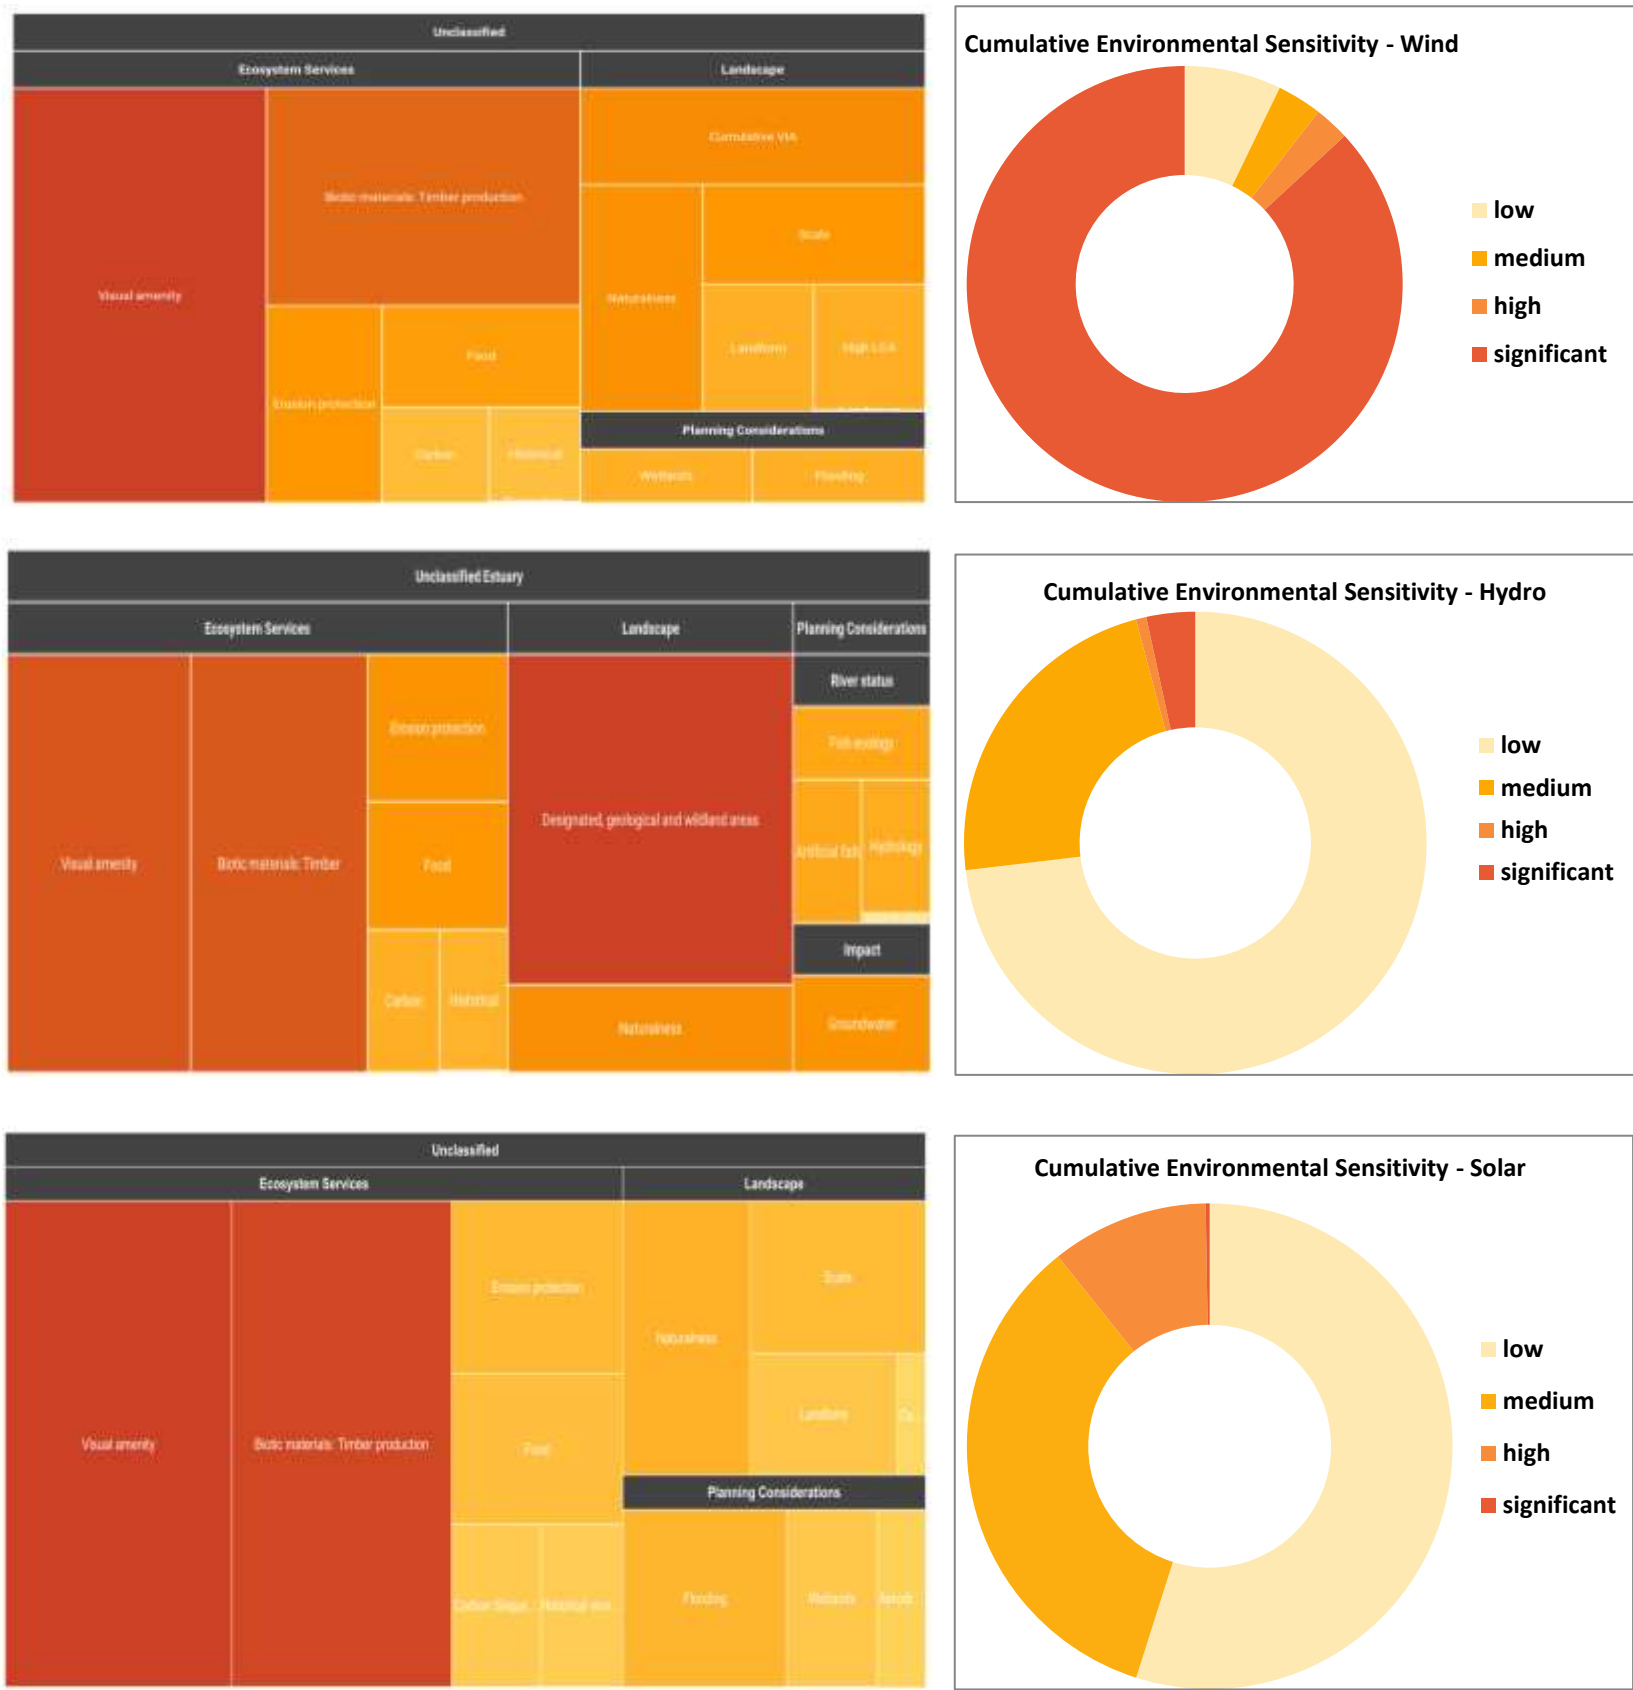 Unclassified
Ecosystem Services
Landscape
Visual amenity
Biotic materials: Timber production
Erosion protection
Food
Carbon
Historical
Cumulative VIA
Naturalness
Scale
Landform
High LCA
Planning Considerations
Wetlands
Flooding
Cumulative Environmental Sensitivity - Wind
low
medium
high
significant
Unclassified Estuary
Ecosystem Services
Landscape
Planning Considerations
Visual amenity
Biotic materials: Timber
Erosion protection
Food
Carbon
Historical
Designated, geological and wildland areas
Naturalness
River status
Fish ecology
Artificial fish
Hydrology
Impact
Groundwater
Cumulative Environmental Sensitivity - Hydro
low
medium
high
significant
Unclassified
Ecosystem Services
Landscape
Visual amenity
Biotic materials: Timber production
Erosion protection
Food
Naturalness
Scale
Landform
Planning Considerations
Flooding
Wetlands
Cumulative Environmental Sensitivity - Solar
low
medium
high
significant